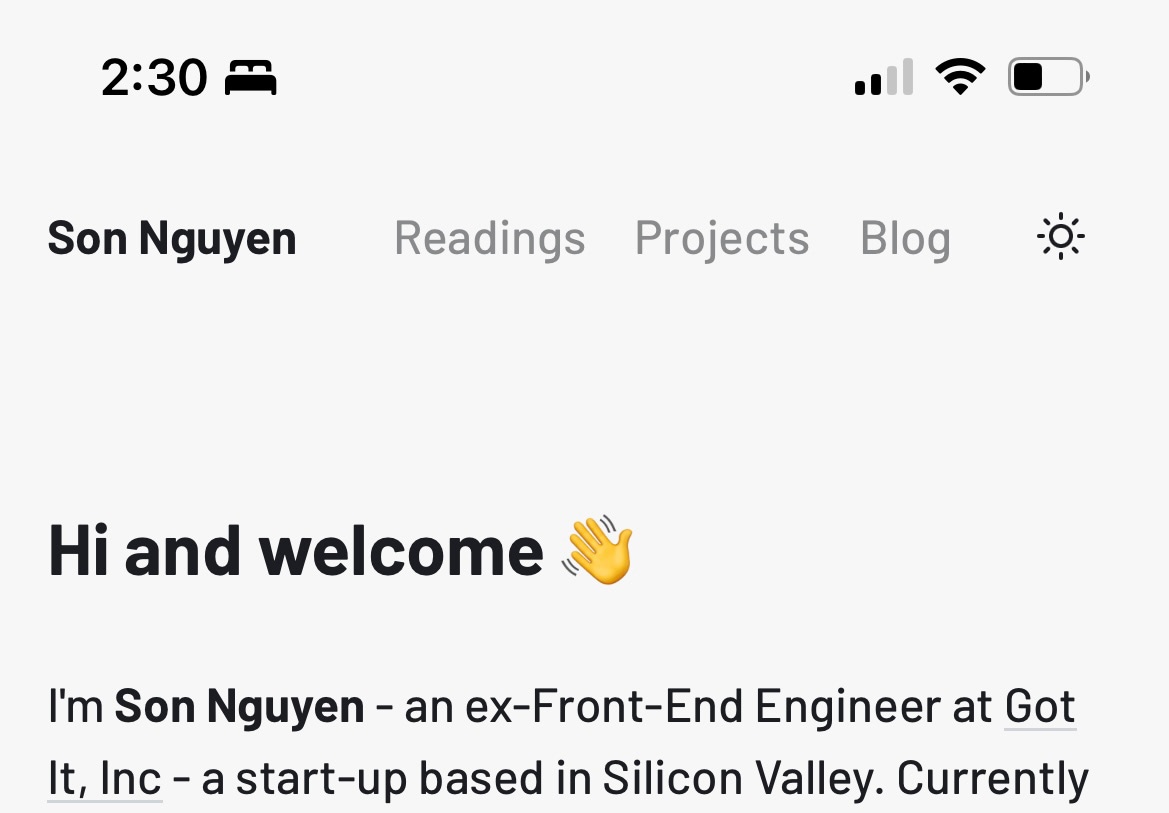 2:30
Son Nguyen Readings Projects Blog
Hi and welcome 👋
I'm Son Nguyen - an ex-Front-End Engineer at Got
It, Inc - a start-up based in Silicon Valley. Currently